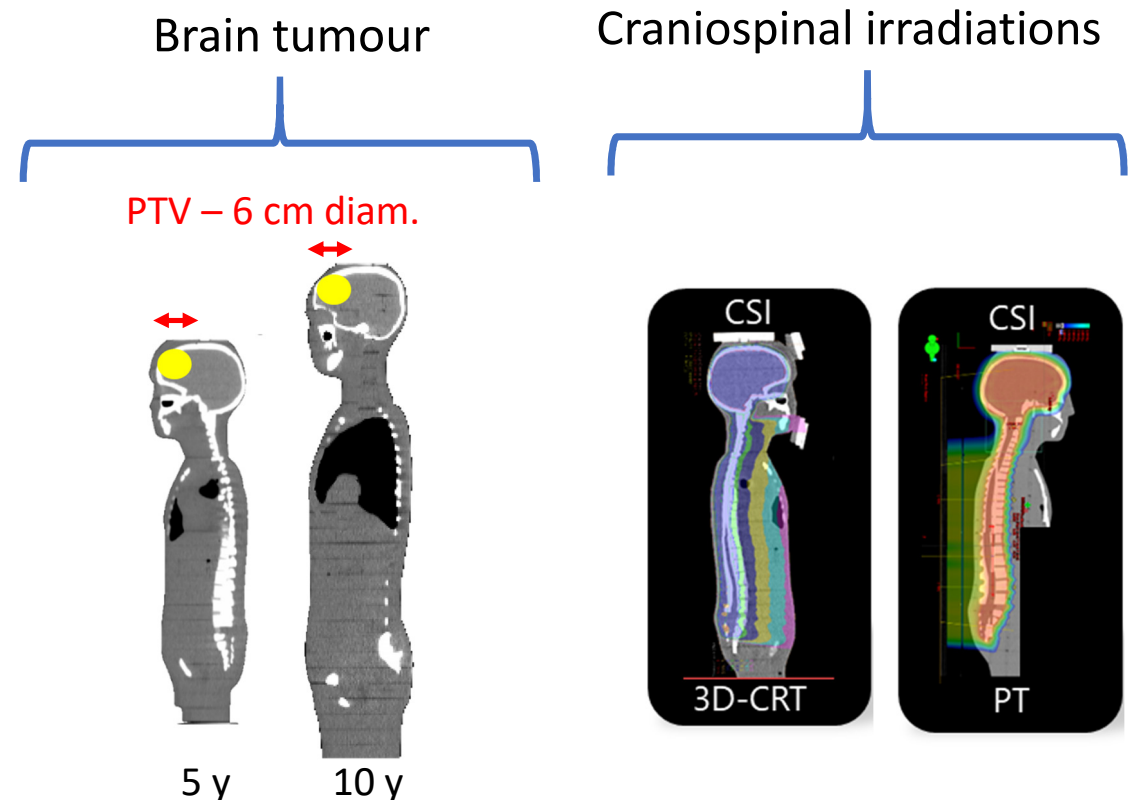 Brain tumour
Craniospinal irradiations
PTV – 6 cm diam.
CSI
CSI
3D-CRT
PT
5 y
10 y